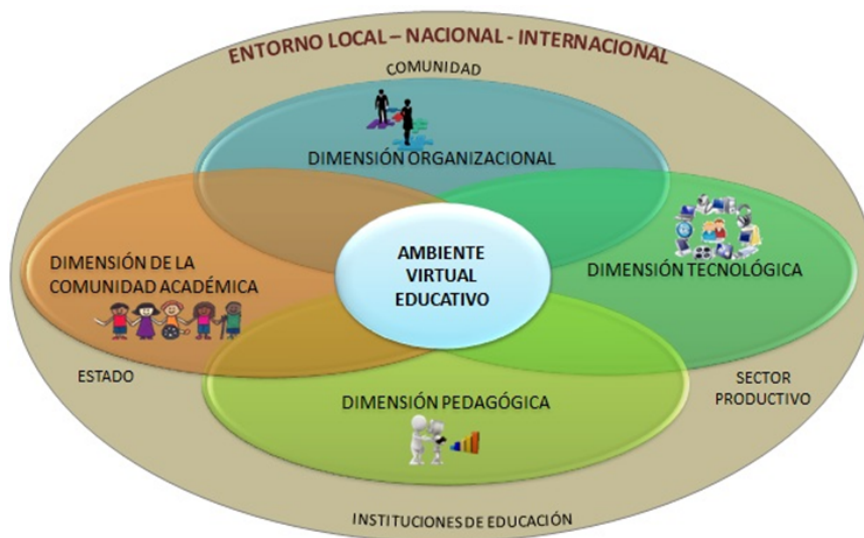 ENTORNO LOCAL – NACIONAL - INTERNACIONAL
COMUNIDAD
DIMENSIÓN ORGANIZACIONAL
DIMENSIÓN DE LA
COMUNIDAD ACADÉMICA
AMBIENTE
VIRTUAL
EDUCATIVO
DIMENSIÓN TECNOLÓGICA
ESTADO
SECTOR
PRODUCTIVO
DIMENSIÓN PEDAGÓGICA
INSTITUCIONES DE EDUCACIÓN